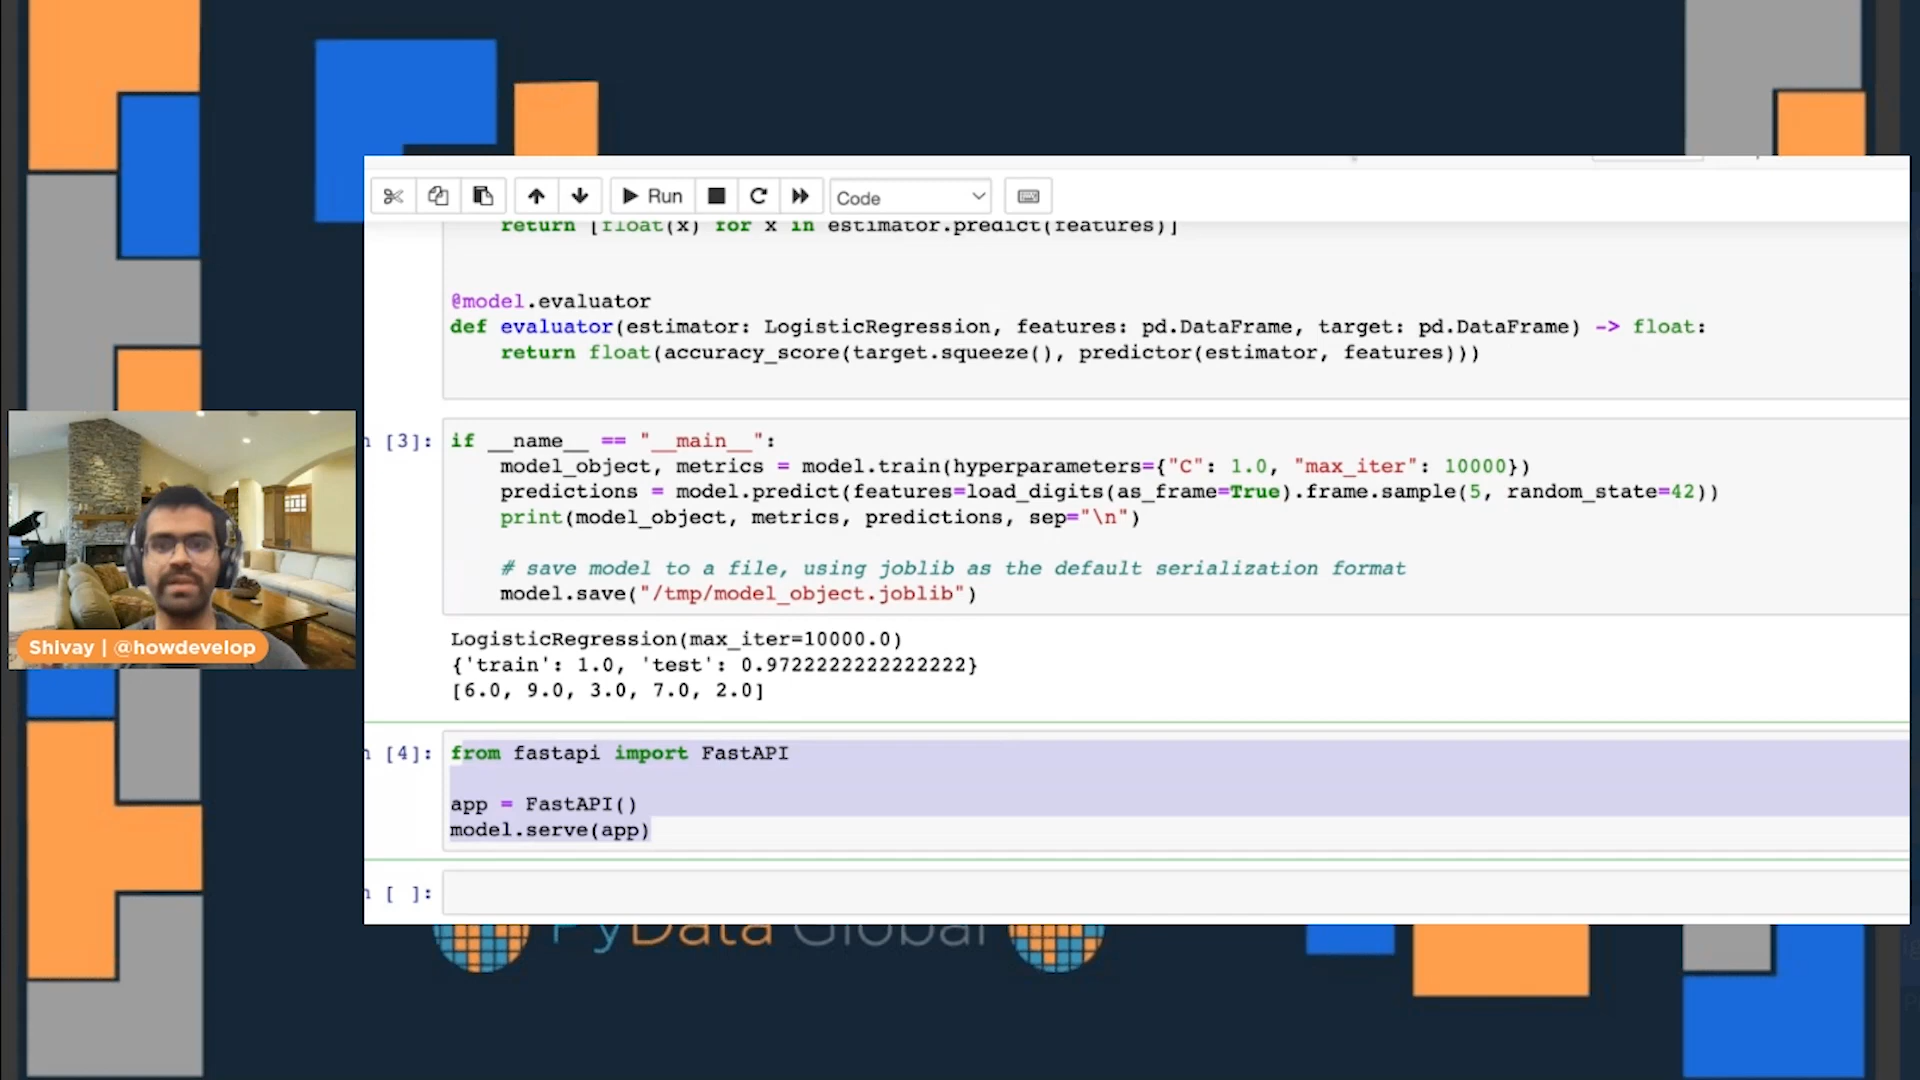 Run
Code
return [float(x) for x in estimator.predict(features)]
@model.evaluator
def evaluator(estimator: LogisticRegression, features: pd.DataFrame, target: pd.DataFrame) -> float:
return float(accuracy_score(target.squeeze(), predictor(estimator, features)))
n [3]:
if __name__ == "__main__":
model_object, metrics = model.train(hyperparameters={"C": 1.0, "max_iter": 10000})
predictions = model.predict(features=load_digits(as_frame=True).frame.sample(5, random_state=42))
print(model_object, metrics, predictions, sep="\n")
# save model to a file, using joblib as the default serialization format
model.save("/tmp/model_object.joblib")
LogisticRegression(max_iter=10000.0)
{'train': 1.0, 'test': 0.9722222222222222}
[6.0, 9.0, 3.0, 7.0, 2.0]
n [4]:
from fastapi import FastAPI
app = FastAPI()
model.serve(app)
n [ ]:
Shivay | @howdevelop
PyData Global